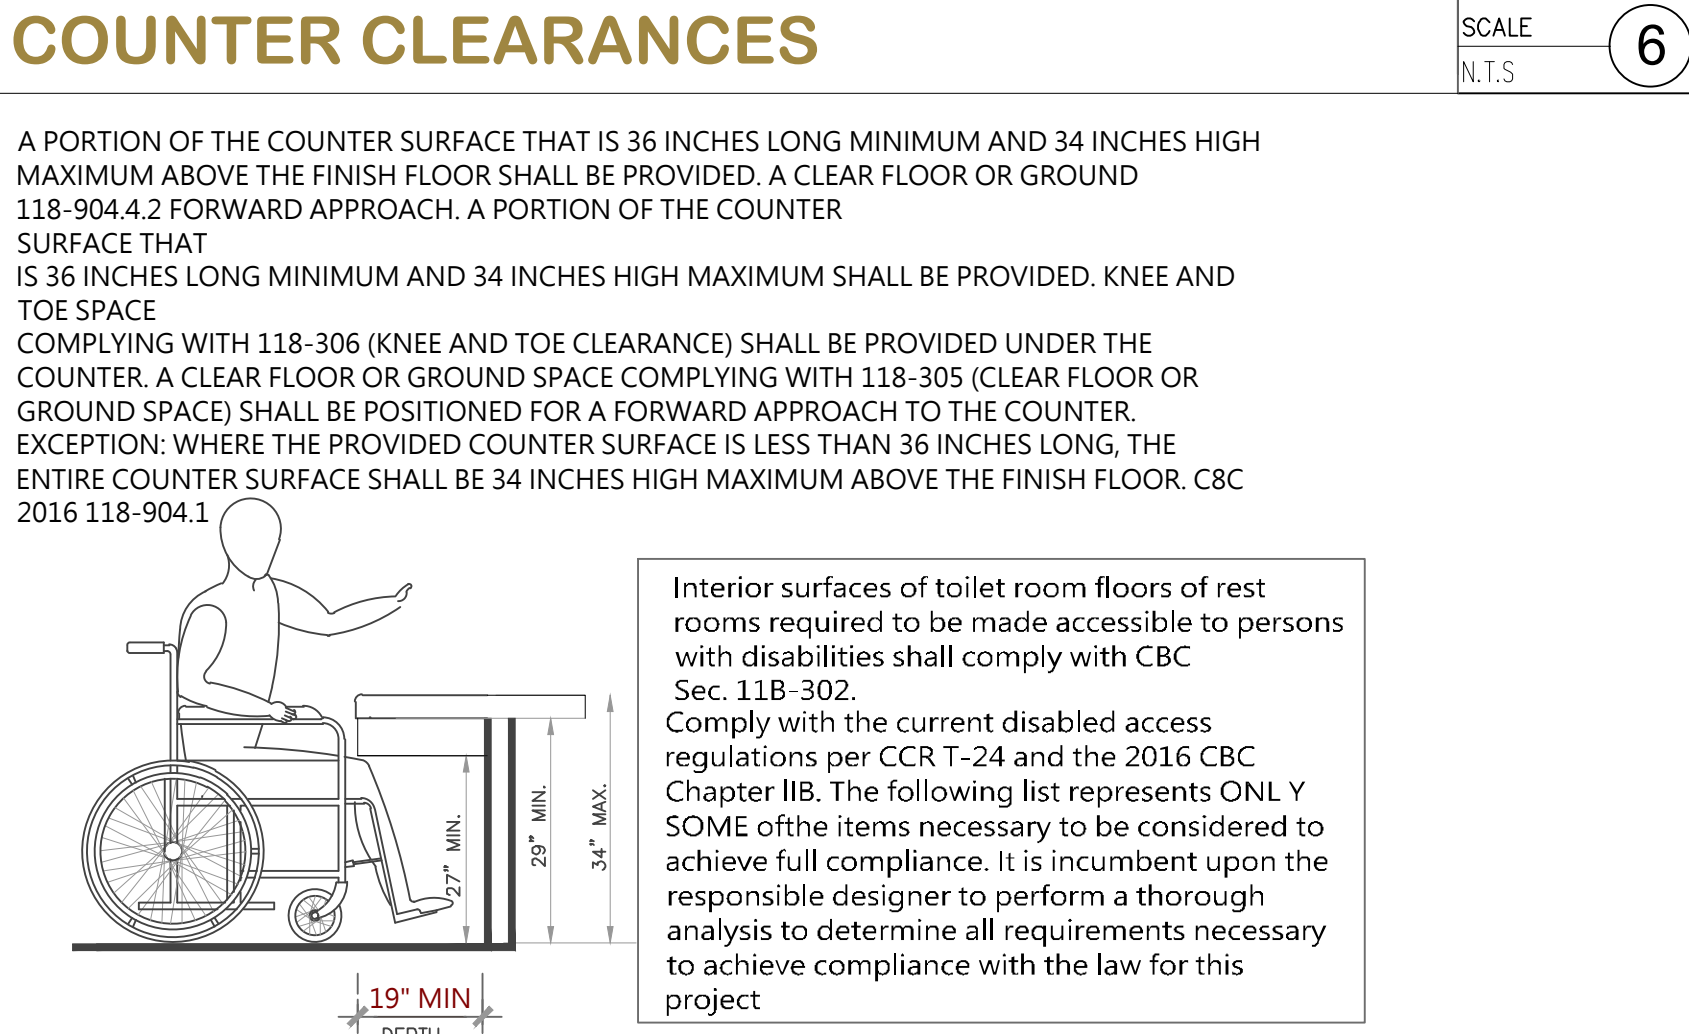 COUNTER CLEARANCES
SCALE
N.T.S
6
A PORTION OF THE COUNTER SURFACE THAT IS 36 INCHES LONG MINIMUM AND 34 INCHES HIGH
MAXIMUM ABOVE THE FINISH FLOOR SHALL BE PROVIDED. A CLEAR FLOOR OR GROUND
118-904.4.2 FORWARD APPROACH. A PORTION OF THE COUNTER
SURFACE THAT
IS 36 INCHES LONG MINIMUM AND 34 INCHES HIGH MAXIMUM SHALL BE PROVIDED. KNEE AND
TOE SPACE
COMPLYING WITH 118-306 (KNEE AND TOE CLEARANCE) SHALL BE PROVIDED UNDER THE
COUNTER. A CLEAR FLOOR OR GROUND SPACE COMPLYING WITH 118-305 (CLEAR FLOOR OR
GROUND SPACE) SHALL BE POSITIONED FOR A FORWARD APPROACH TO THE COUNTER.
EXCEPTION: WHERE THE PROVIDED COUNTER SURFACE IS LESS THAN 36 INCHES LONG, THE
ENTIRE COUNTER SURFACE SHALL BE 34 INCHES HIGH MAXIMUM ABOVE THE FINISH FLOOR. C8C
2016 118-904.1
27" MIN.
29" MIN.
34" MAX.
19" MIN
DEPTH
Interior surfaces of toilet room floors of rest
rooms required to be made accessible to persons
with disabilities shall comply with CBC
Sec. 11B-302.
Comply with the current disabled access
regulations per CCR T-24 and the 2016 CBC
Chapter lIB. The following list represents ONL Y
SOME ofthe items necessary to be considered to
achieve full compliance. It is incumbent upon the
responsible designer to perform a thorough
analysis to determine all requirements necessary
to achieve compliance with the law for this
project